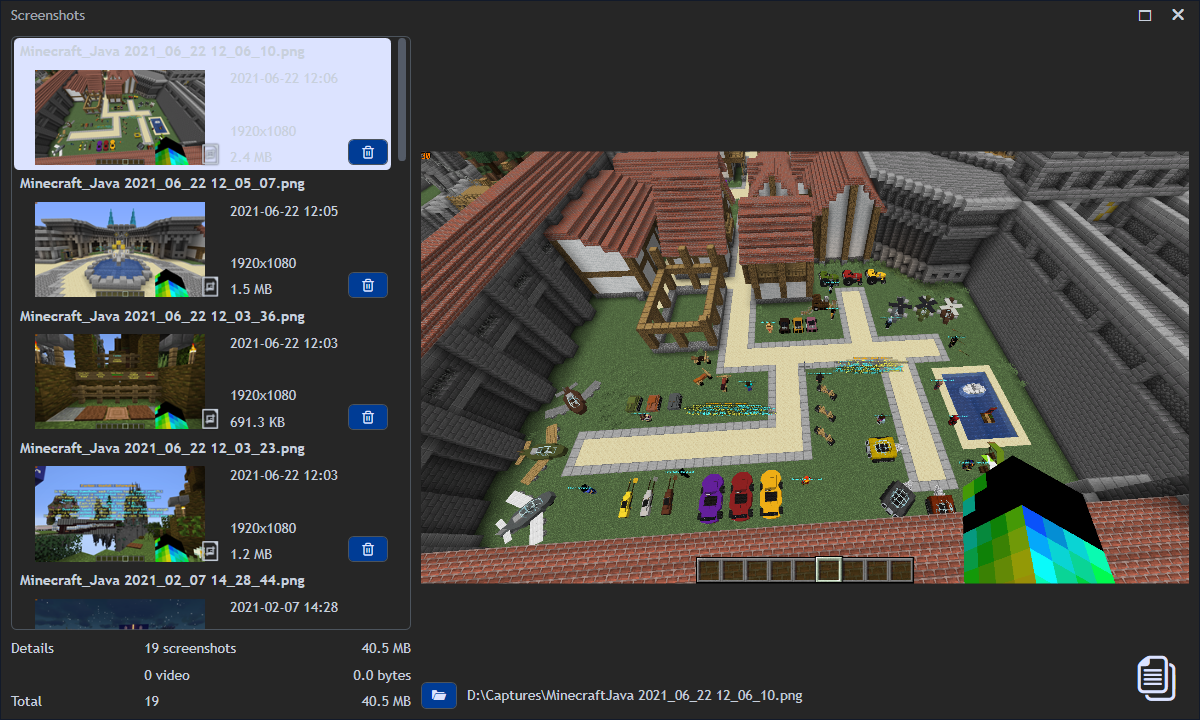 Screenshots
Minecraft_Java 2021_06_22 12_06_10.png
2021-06-22 12:06
1920x1080
2.4 MB
Minecraft_Java 2021_06_22 12_05_07.png
2021-06-22 12:05
1920x1080
1.5 MB
Minecraft_Java 2021_06_22 12_03_36.png
2021-06-22 12:03
1920x1080
691.3 KB
Minecraft_Java 2021_06_22 12_03_23.png
2021-06-22 12:03
1920x1080
1.2 MB
Minecraft_Java 2021_02_07 14_28_44.png
2021-02-07 14:28
Details 19 screenshots 40.5 MB
0 video 0.0 bytes
Total 19 40.5 MB
D:\Captures\MinecraftJava 2021_06_22 12_06_10.png